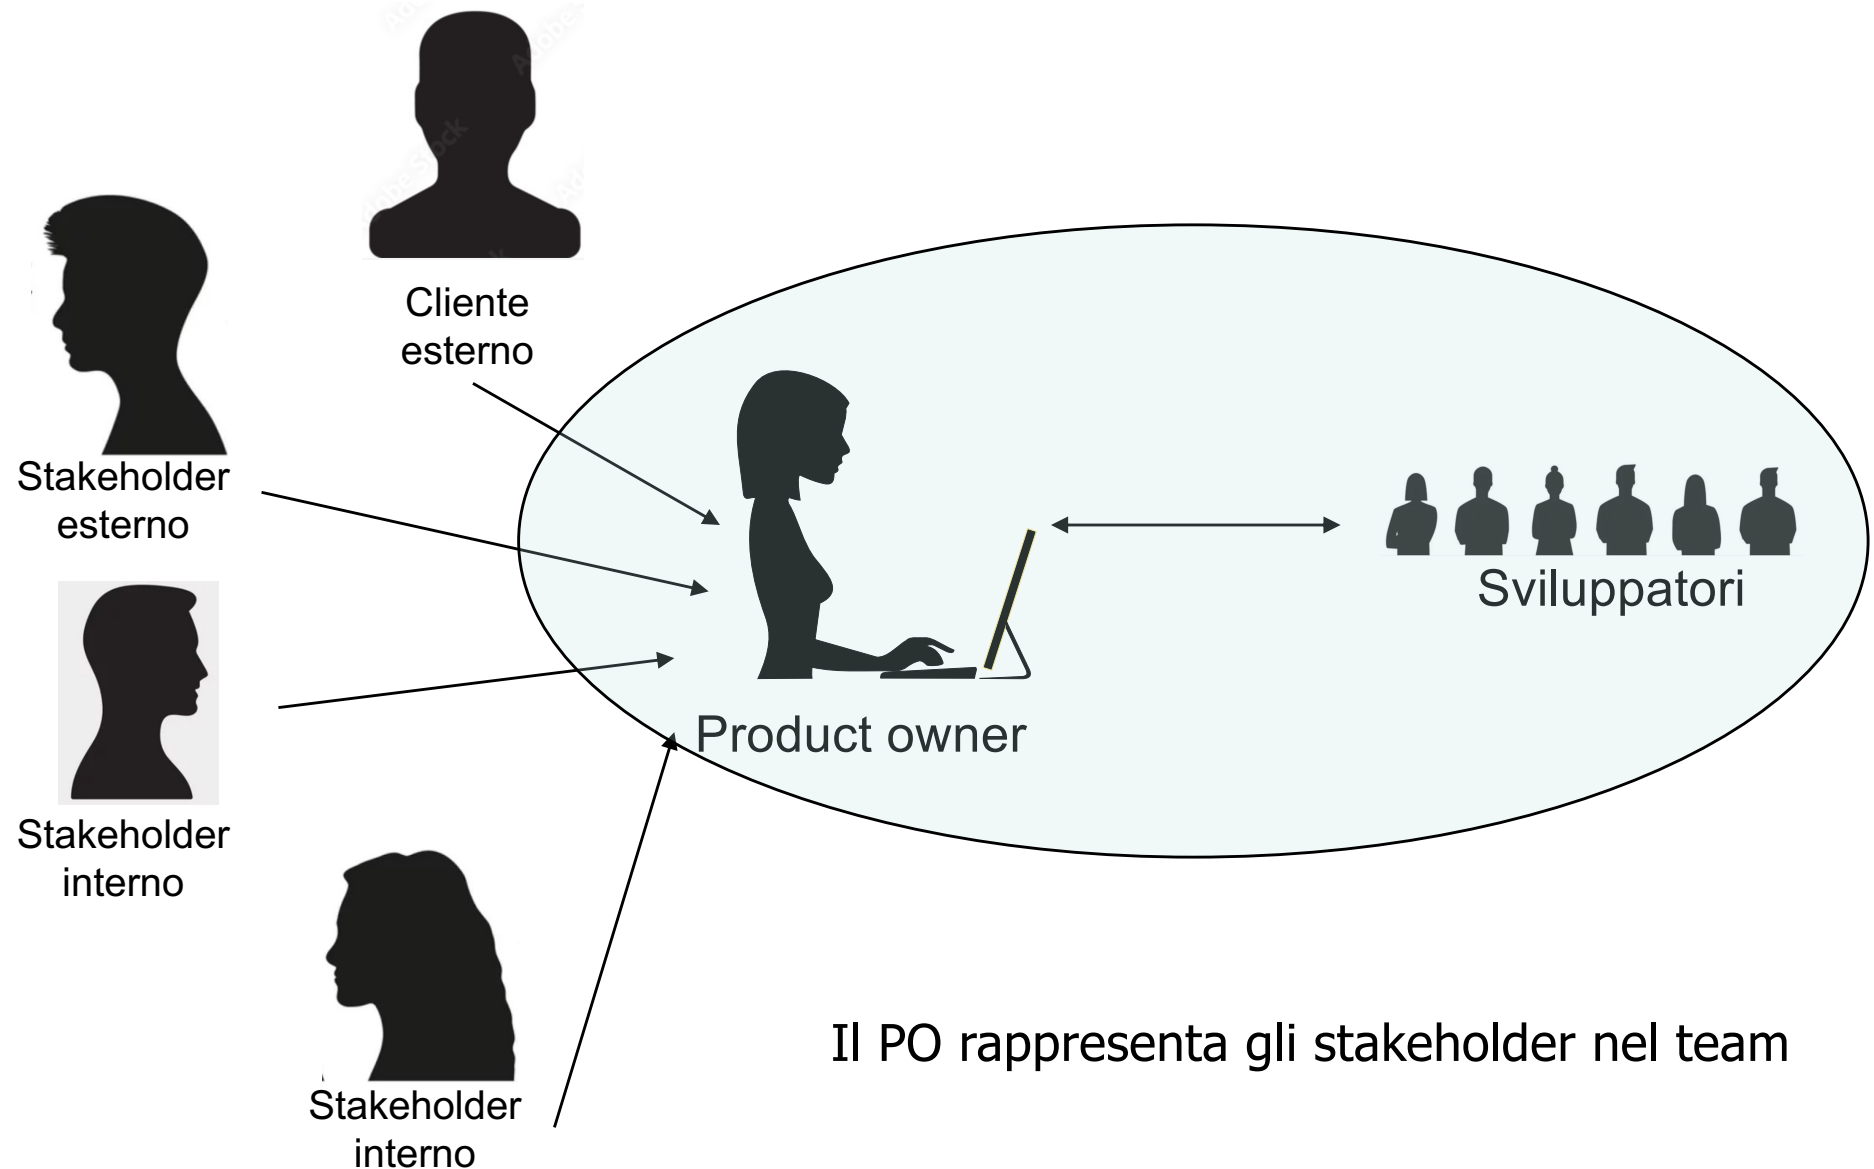 Cliente
esterno
Stakeholder
esterno
Sviluppatori
Product owner
Stakeholder
interno
Il PO rappresenta gli stakeholder nel team
Stakeholder
interno